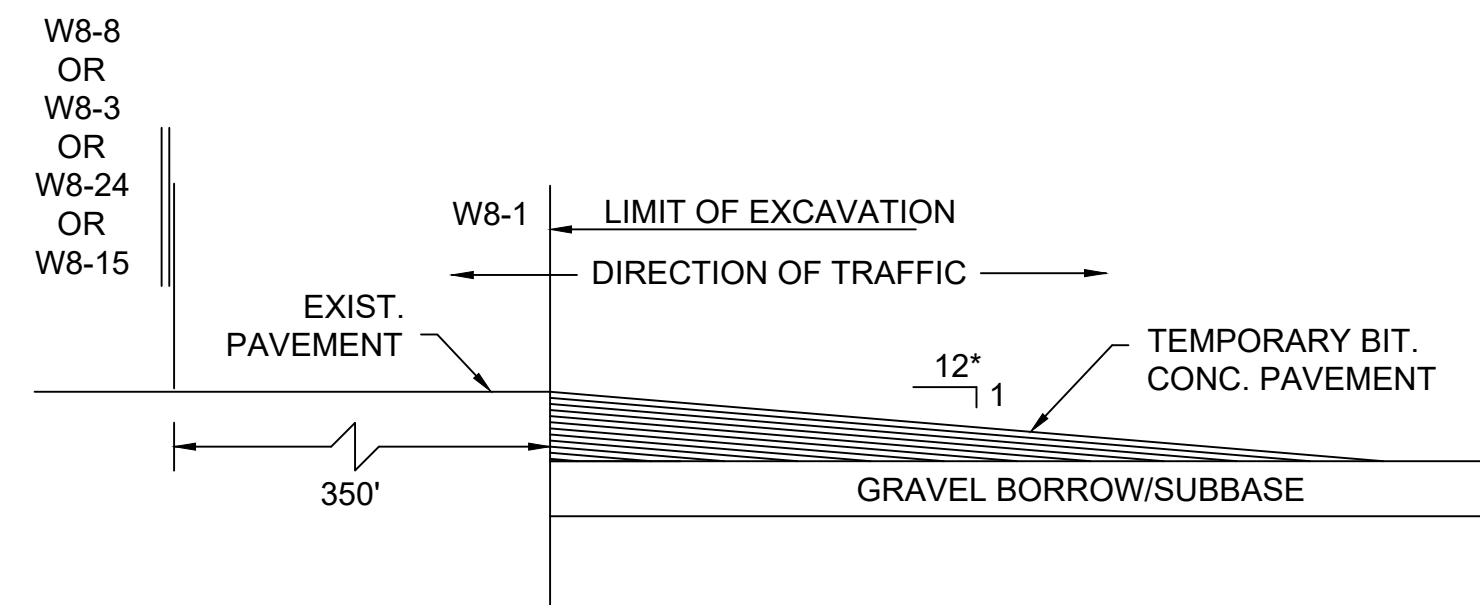 W8-8
OR
W8-3
OR
W8-24
OR
W8-15
W8-1
LIMIT OF EXCAVATION
DIRECTION OF TRAFFIC
EXIST.
PAVEMENT
12*
1
TEMPORARY BIT.
CONC. PAVEMENT
350'
GRAVEL BORROW/SUBBASE